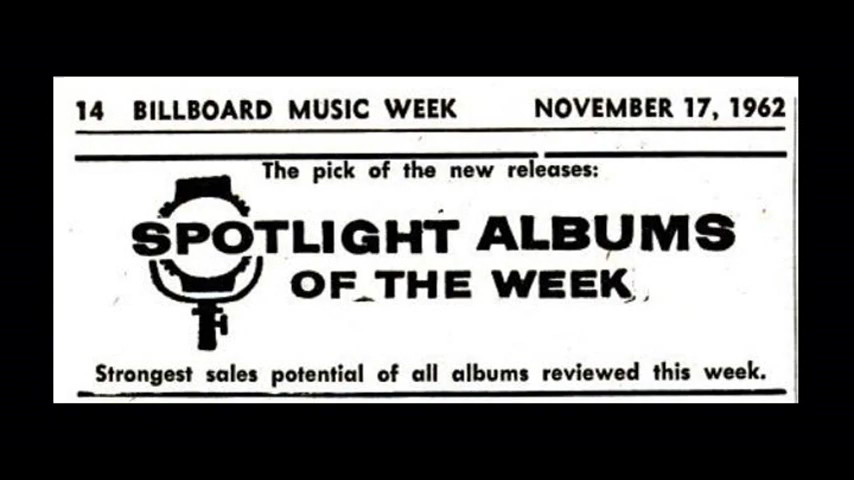 14 BILLBOARD MUSIC WEEK NOVEMBER 17, 1962
The pick of the new releases:
SPOTLIGHT ALBUMS
OF THE WEEK
Strongest sales potential of all albums reviewed this week.